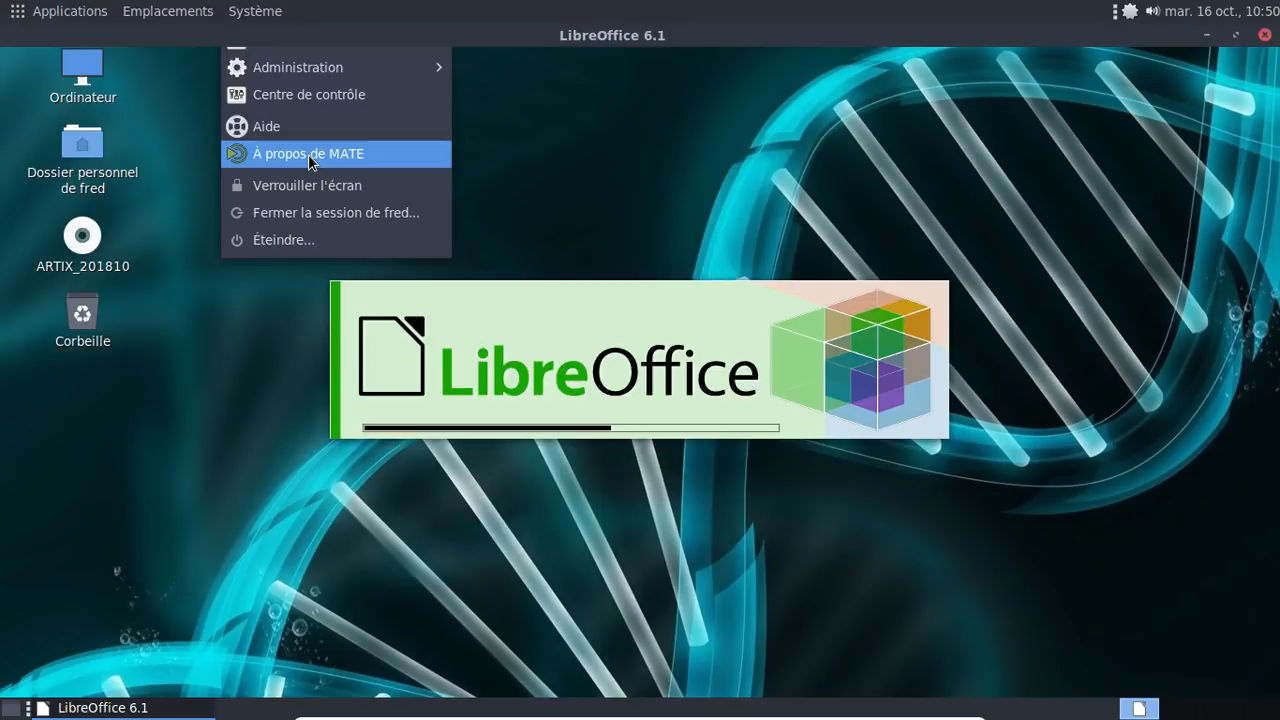 Applications Emplacements Système mar. 16 oct., 10:50
LibreOffice 6.1
Ordinateur
Dossier personnel
de fred
ARTIX_201810
Corbeille
Administration
Centre de contrôle
Aide
À propos de MATE
Verrouiller l'écran
Fermer la session de fred...
Éteindre...
LibreOffice
LibreOffice 6.1